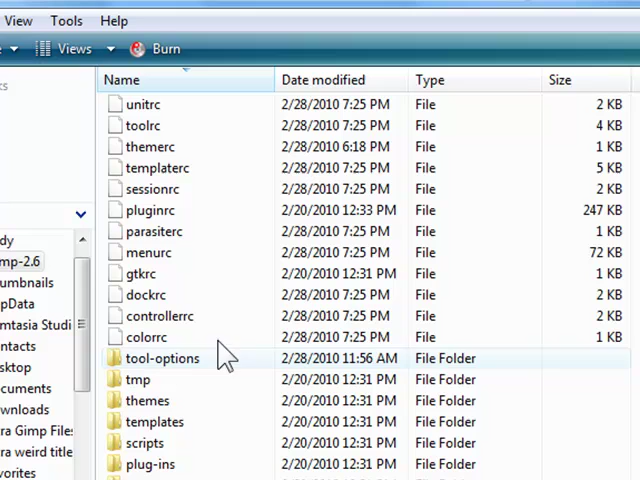 View Tools Help
Views Burn
Name Date modified Type Size
unitrc 2/28/2010 7:25 PM File 2 KB
toolrc 2/28/2010 7:25 PM File 4 KB
themerc 2/28/2010 6:18 PM File 1 KB
templaterc 2/28/2010 7:25 PM File 5 KB
sessionrc 2/28/2010 7:25 PM File 2 KB
pluginrc 2/20/2010 12:33 PM File 247 KB
parasiterc 2/28/2010 7:25 PM File 1 KB
menurc 2/28/2010 7:25 PM File 72 KB
gtkrc 2/20/2010 12:31 PM File 1 KB
dockrc 2/28/2010 7:25 PM File 2 KB
controllerrc 2/28/2010 7:25 PM File 2 KB
colorrc 2/28/2010 7:25 PM File 1 KB
tool-options 2/28/2010 11:56 AM File Folder
tmp 2/20/2010 12:31 PM File Folder
themes 2/20/2010 12:31 PM File Folder
templates 2/20/2010 12:31 PM File Folder
scripts 2/20/2010 12:31 PM File Folder
plug-ins 2/20/2010 12:31 PM File Folder
dy
mp-2.6
umbnails
pData
mtasia Studi
ntacts
sktop
cuments
wnloads
ra Gimp Files
ra weird title
vorites